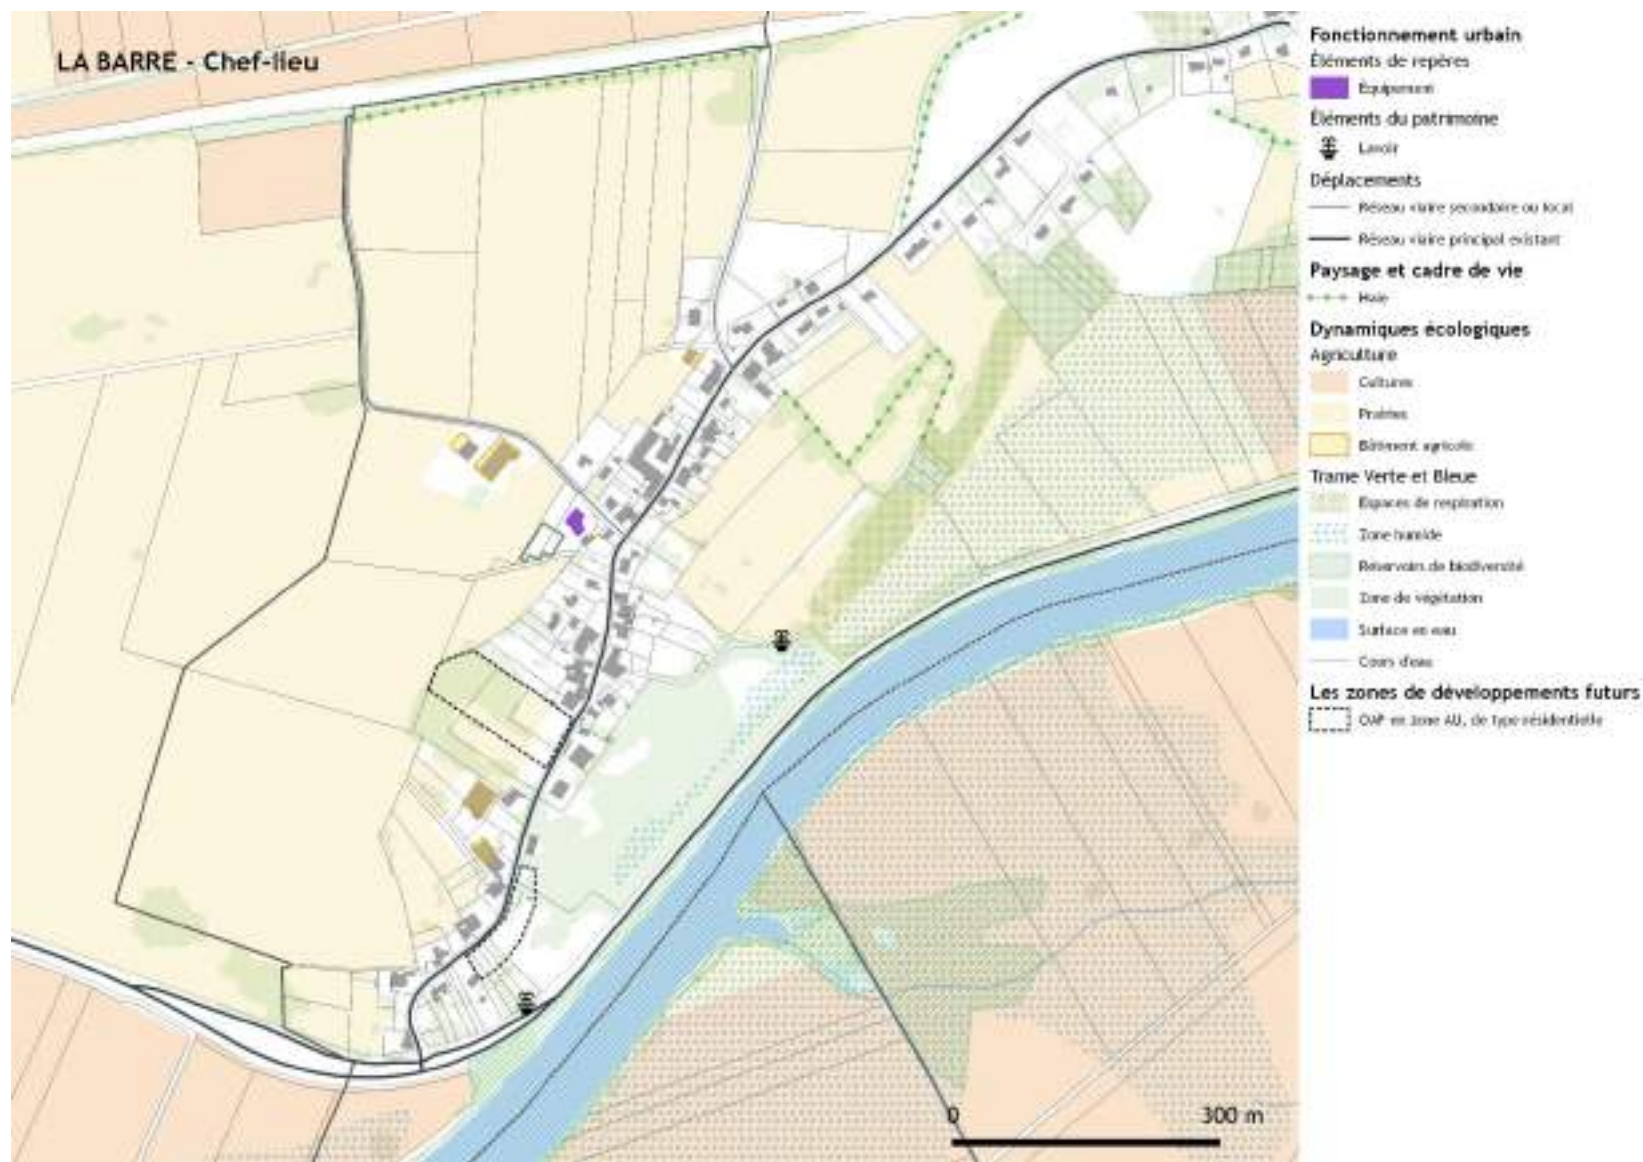 LA BARRE - Chef-lieu
Fonctionnement urbain
Éléments de repères
Équipement
Éléments du patrimoine
Lavoir
Déplacements
Réseau viaire secondaire ou local
Réseau viaire principal existant
Paysage et cadre de vie
Haie
Dynamiques écologiques
Agriculture
Cultures
Prairies
Bâtiment agricole
Trame Verte et Bleue
Espaces de respiration
Zone humide
Réservoirs de biodiversité
Zone de végétation
Surface en eau
Cours d'eau
Les zones de développements futurs
OAP en zone AU, de type résidentielle
0 300 m